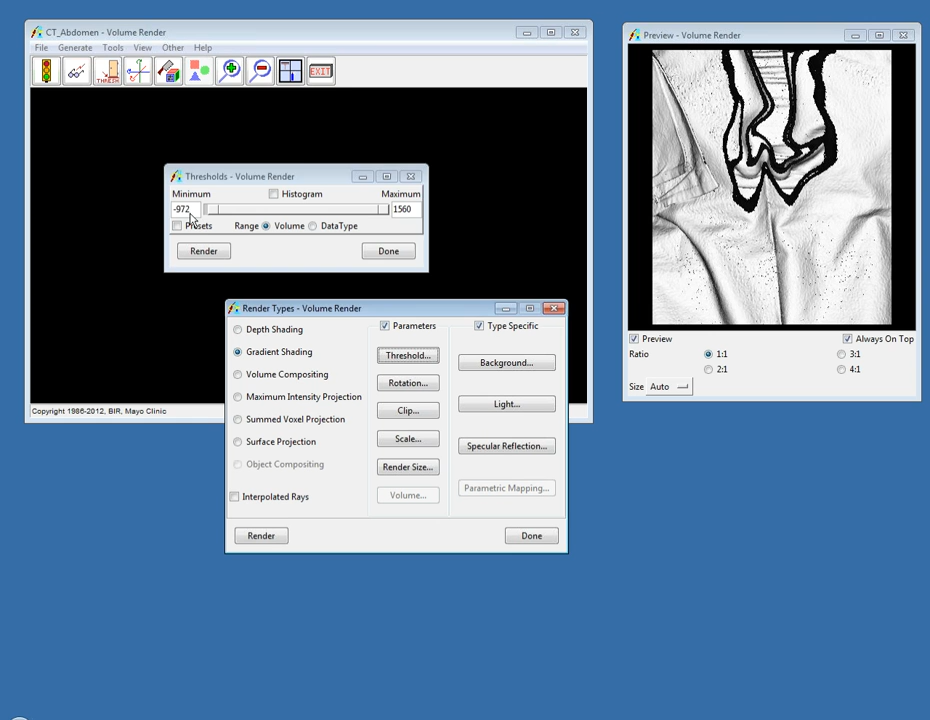 CT_Abdomen - Volume Render
File Generate Tools View Other Help
THRESH
EXIT
Thresholds - Volume Render
Minimum Histogram Maximum
-972 1560
Presets Range Volume DataType
Render Done
Copyright 1986-2012, BIR, Mayo Clinic
Render Types - Volume Render
Depth Shading
Gradient Shading
Volume Compositing
Maximum Intensity Projection
Summed Voxel Projection
Surface Projection
Object Compositing
Interpolated Rays
Parameters
Threshold...
Rotation...
Clip...
Scale...
Render Size...
Volume...
Type Specific
Background...
Light...
Specular Reflection...
Parametric Mapping...
Render Done
Preview - Volume Render
Preview Always On Top
Ratio 1:1 3:1
2:1 4:1
Size Auto